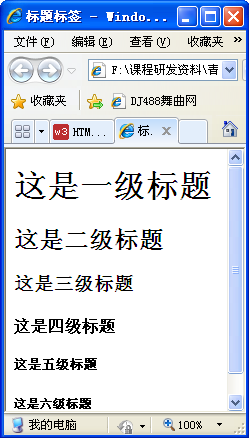 标题标签 - Windo...
文件(F) 编辑(E) 查看(V) 收藏夹 »
F:\课程研发资料\青
收藏夹 DJ488舞曲网
w3 HTM... 标.
这是一级标题
这是二级标题
这是三级标题
这是四级标题
这是五级标题
这是六级标题
我的电脑 100%